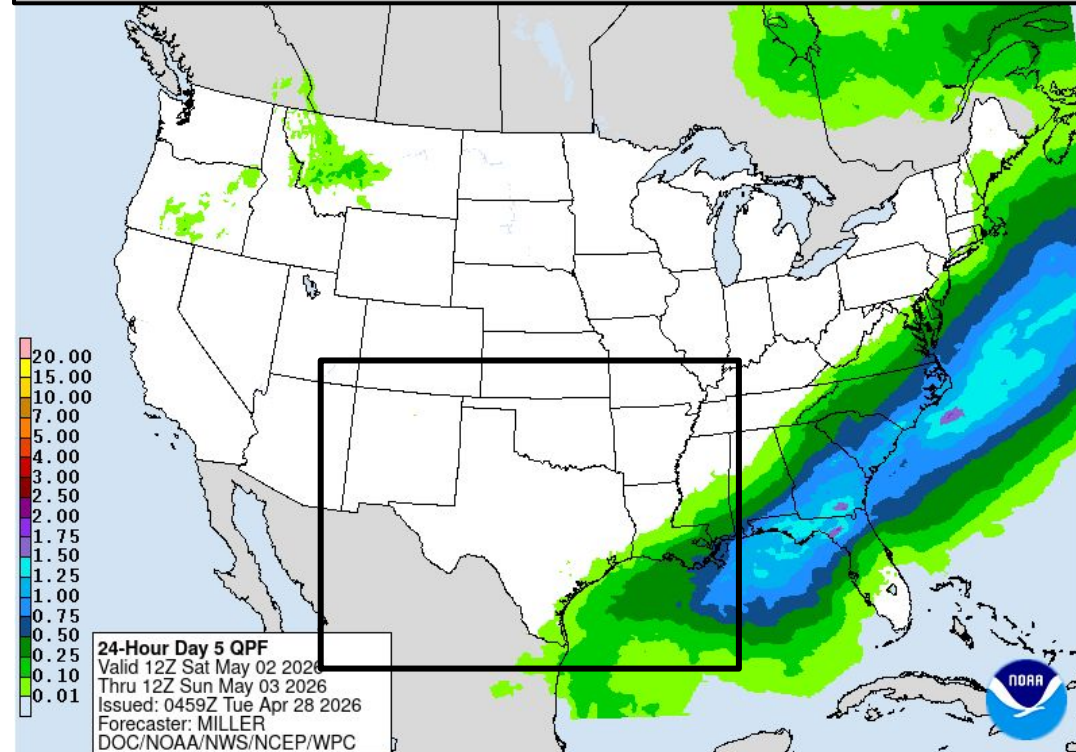 20.00
15.00
10.00
7.00
5.00
4.00
3.00
2.50
2.00
1.75
1.50
1.25
1.00
0.75
0.50
0.25
0.10
0.01
24-Hour Day 5 QPF
Valid 12Z Sat May 02 2026
Thru 12Z Sun May 03 2026
Issued: 0459Z Tue Apr 28 2026
Forecaster: MILLER
DOC/NOAA/NWS/NCEP/WPC
NOAA